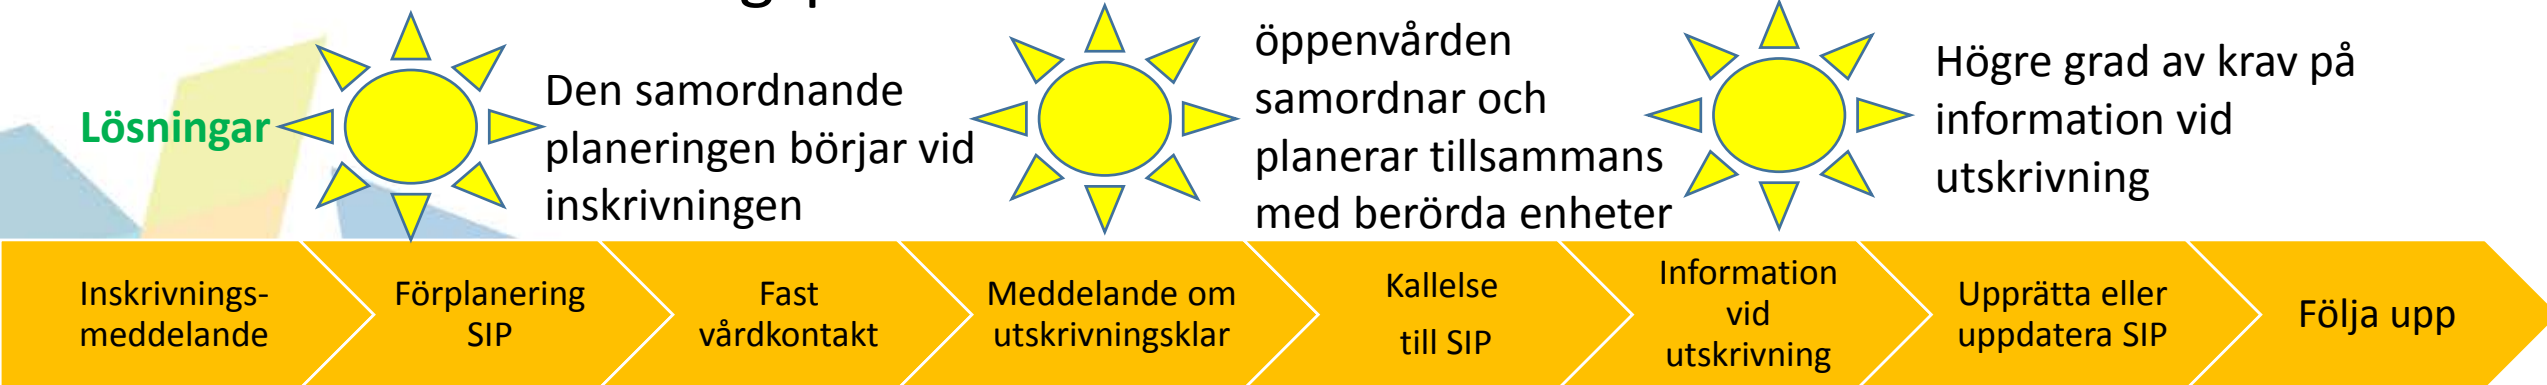 Lösningar
Den samordnande
planeringen börjar vid
inskrivningen
öppenvården
samordnar och
planerar tillsammans
med berörda enheter
Högre grad av krav på
information vid
utskrivning
Inskrivnings-
meddelande
Förplanering
SIP
Fast
vårdkontakt
Meddelande om
utskrivningsklar
Kallelse
till SIP
Information
vid
utskrivning
Upprätta eller
uppdatera SIP
Följa upp